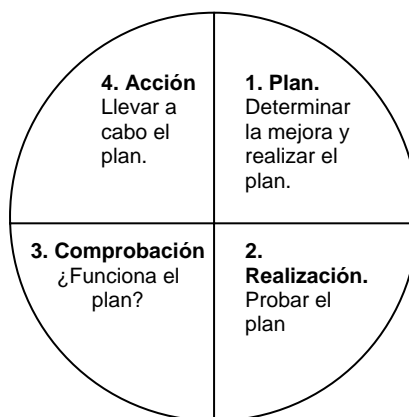 4. Acción
Llevar a
cabo el
plan.
1. Plan.
Determinar
la mejora y
realizar el
plan.
3. Comprobación
¿Funciona el
plan?
2.
Realización.
Probar el
plan